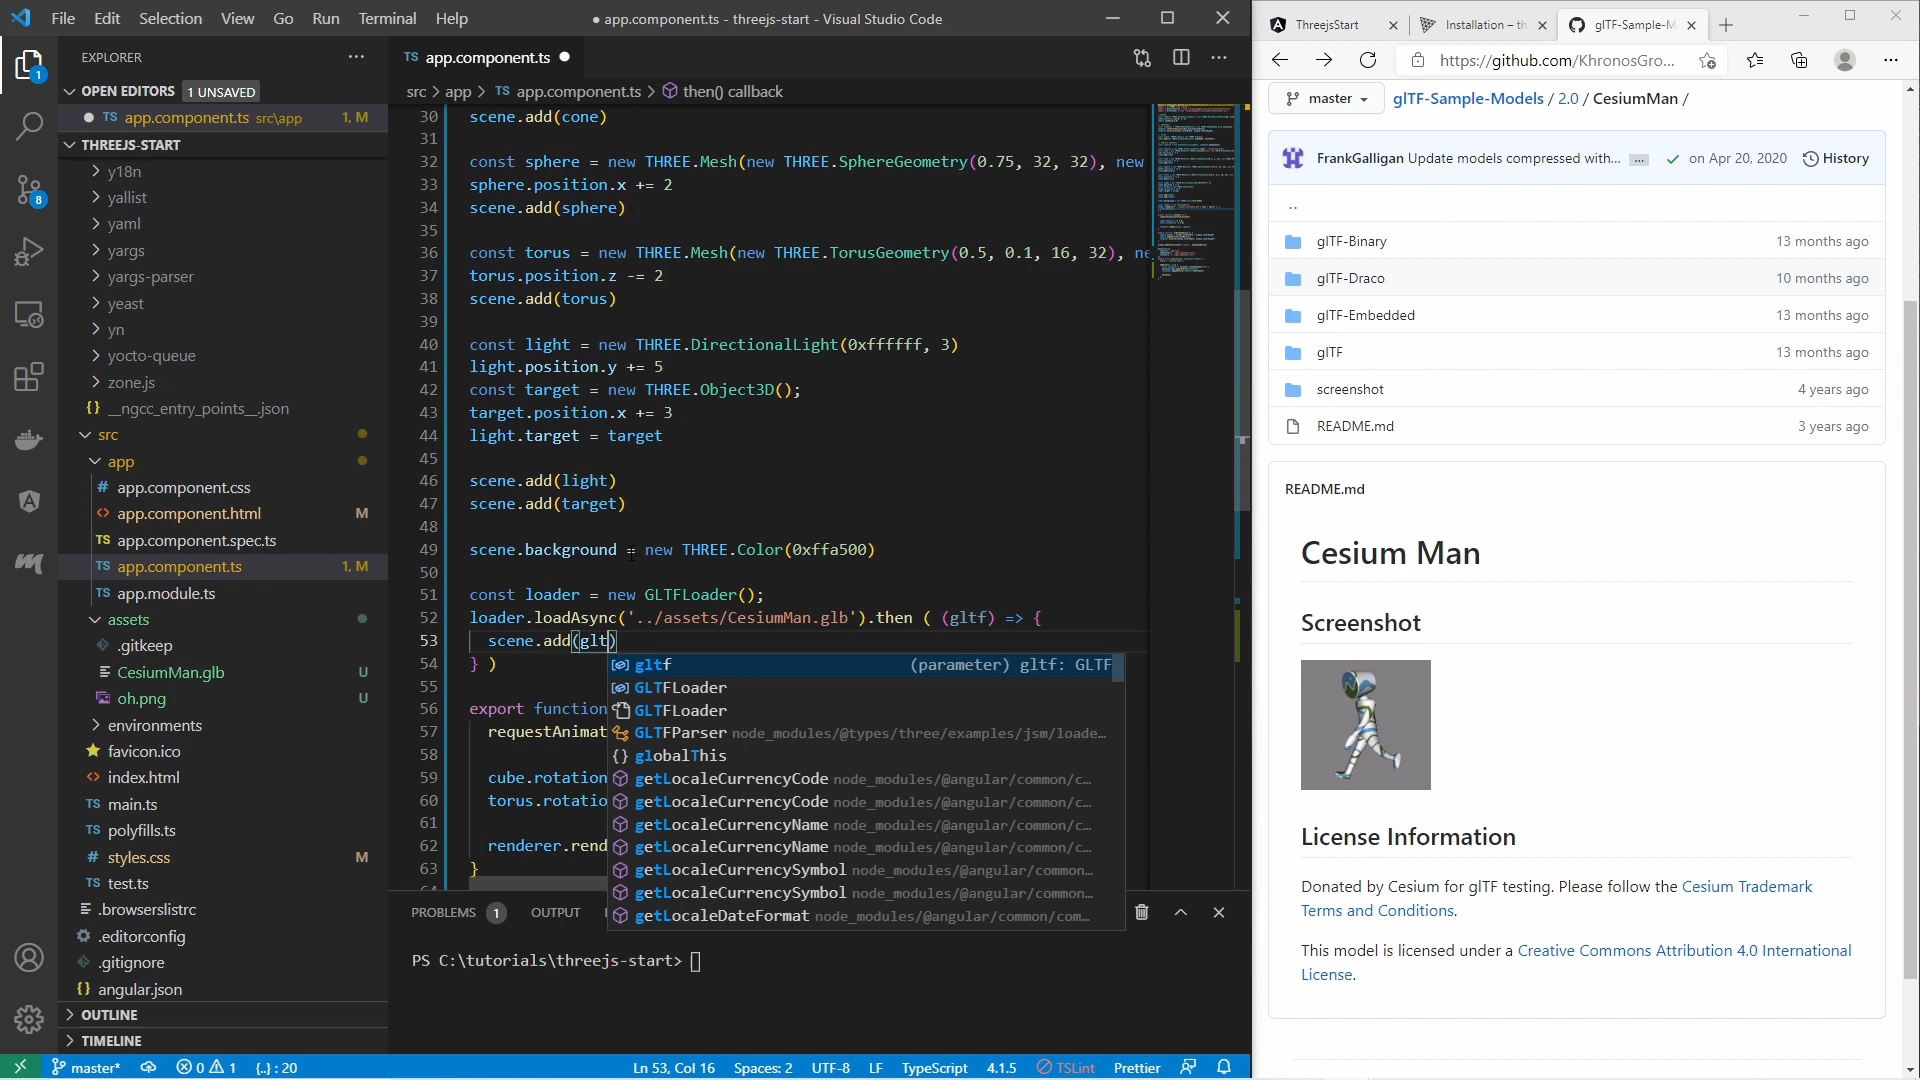 File Edit Selection View Go Run Terminal Help
● app.component.ts - threejs-start - Visual Studio Code
EXPLORER
OPEN EDITORS 1 UNSAVED
● TS app.component.ts src\app 1, M
THREEJS-START
y18n
yallist
yaml
yargs
yargs-parser
yeast
yn
yocto-queue
zone.js
{} __ngcc_entry_points__.json
src
app
# app.component.css
<> app.component.html M
TS app.component.spec.ts
TS app.component.ts 1, M
TS app.module.ts
assets
.gitkeep
CesiumMan.glb U
oh.png U
environments
favicon.ico
<> index.html
TS main.ts
TS polyfills.ts
# styles.css M
TS test.ts
.browserslistrc
.editorconfig
.gitignore
{} angular.json
OUTLINE
TIMELINE
1
8
TS app.component.ts ●
src > app > TS app.component.ts > then() callback
30 scene.add(cone)
31
32 const sphere = new THREE.Mesh(new THREE.SphereGeometry(0.75, 32, 32), new
33 sphere.position.x += 2
34 scene.add(sphere)
35
36 const torus = new THREE.Mesh(new THREE.TorusGeometry(0.5, 0.1, 16, 32), ne
37 torus.position.z -= 2
38 scene.add(torus)
39
40 const light = new THREE.DirectionalLight(0xffffff, 3)
41 light.position.y += 5
42 const target = new THREE.Object3D();
43 target.position.x += 3
44 light.target = target
45
46 scene.add(light)
47 scene.add(target)
48
49 scene.background = new THREE.Color(0xffa500)
50
51 const loader = new GLTFLoader();
52 loader.loadAsync('../assets/CesiumMan.glb').then ( (gltf) => {
53 scene.add(glt)
54 } )
55
56 export function
57 requestAnimat
58
59 cube.rotation
60 torus.rotatio
61
62 renderer.rend
63 }
gltf (parameter) gltf: GLTF
GLTFLoader
GLTFLoader
GLTFParser node_modules/@types/three/examples/jsm/loade…
{} globalThis
getLocaleCurrencyCode node_modules/@angular/common/c…
getLocaleCurrencyCode node_modules/@angular/common/c…
getLocaleCurrencyName node_modules/@angular/common/c…
getLocaleCurrencyName node_modules/@angular/common/c…
getLocaleCurrencySymbol node_modules/@angular/common…
getLocaleCurrencySymbol node_modules/@angular/common…
getLocaleDateFormat node_modules/@angular/common/com…
PROBLEMS 1 OUTPUT
PS C:\tutorials\threejs-start>
master* 0 1 {..} : 20 Ln 53, Col 16 Spaces: 2 UTF-8 LF TypeScript 4.1.5 TSLint Prettier
ThreejsStart
Installation – th
glTF-Sample-M
https://github.com/KhronosGro...
master glTF-Sample-Models / 2.0 / CesiumMan /
FrankGalligan Update models compressed with... ... on Apr 20, 2020 History
..
glTF-Binary 13 months ago
glTF-Draco 10 months ago
glTF-Embedded 13 months ago
glTF 13 months ago
screenshot 4 years ago
README.md 3 years ago
README.md
Cesium Man
Screenshot
License Information
Donated by Cesium for glTF testing. Please follow the Cesium Trademark
Terms and Conditions.
This model is licensed under a Creative Commons Attribution 4.0 International
License.